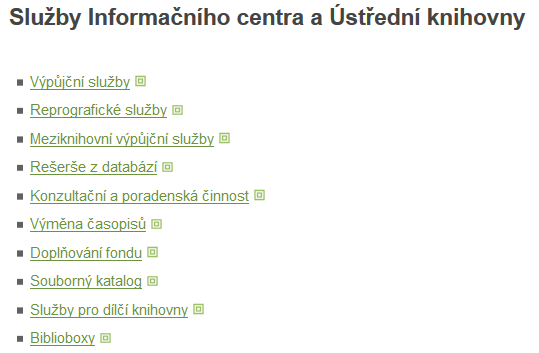 Služby Informačního centra a Ústřední knihovny
Výpůjční služby
Reprografické služby
Meziknihovní výpůjční služby
Rešerše z databází
Konzultační a poradenská činnost
Výměna časopisů
Doplňování fondu
Souborný katalog
Služby pro dílčí knihovny
Biblioboxy